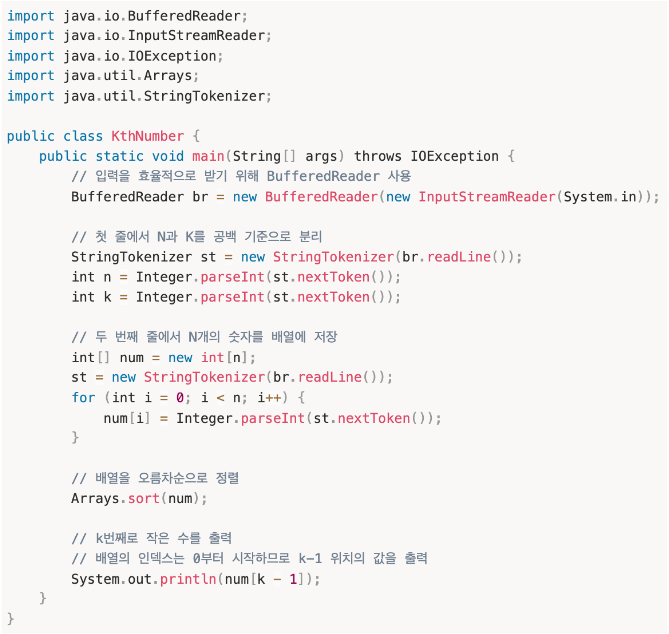 import java.io.BufferedReader;
import java.io.InputStreamReader;
import java.io.IOException;
import java.util.Arrays;
import java.util.StringTokenizer;

public class KthNumber {
    public static void main(String[] args) throws IOException {
        // 입력을 효율적으로 받기 위해 BufferedReader 사용
        BufferedReader br = new BufferedReader(new InputStreamReader(System.in));

        // 첫 줄에서 N과 K를 공백 기준으로 분리
        StringTokenizer st = new StringTokenizer(br.readLine());
        int n = Integer.parseInt(st.nextToken());
        int k = Integer.parseInt(st.nextToken());

        // 두 번째 줄에서 N개의 숫자를 배열에 저장
        int[] num = new int[n];
        st = new StringTokenizer(br.readLine());
        for (int i = 0; i < n; i++) {
            num[i] = Integer.parseInt(st.nextToken());
        }

        // 배열을 오름차순으로 정렬
        Arrays.sort(num);

        // k번째로 작은 수를 출력
        // 배열의 인덱스는 0부터 시작하므로 k-1 위치의 값을 출력
        System.out.println(num[k - 1]);
    }
}